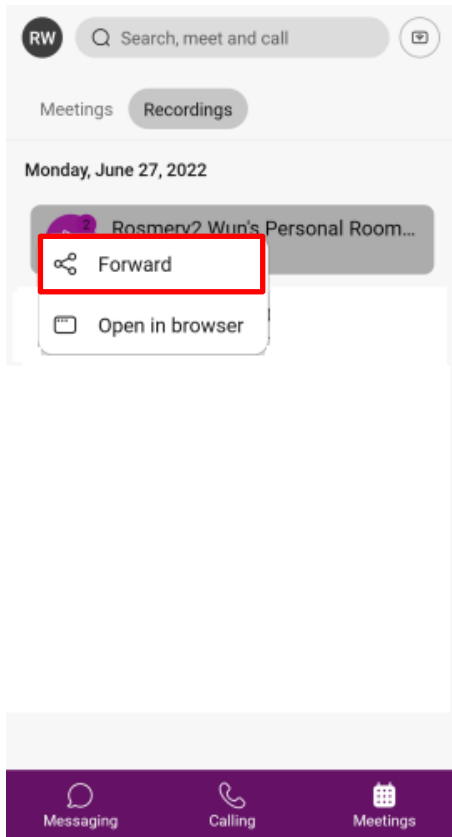 RW
Search, meet and call
Meetings
Recordings
Monday, June 27, 2022
2
Rosmery2 Wun's Personal Room...
Forward
Open in browser
Messaging
Calling
Meetings